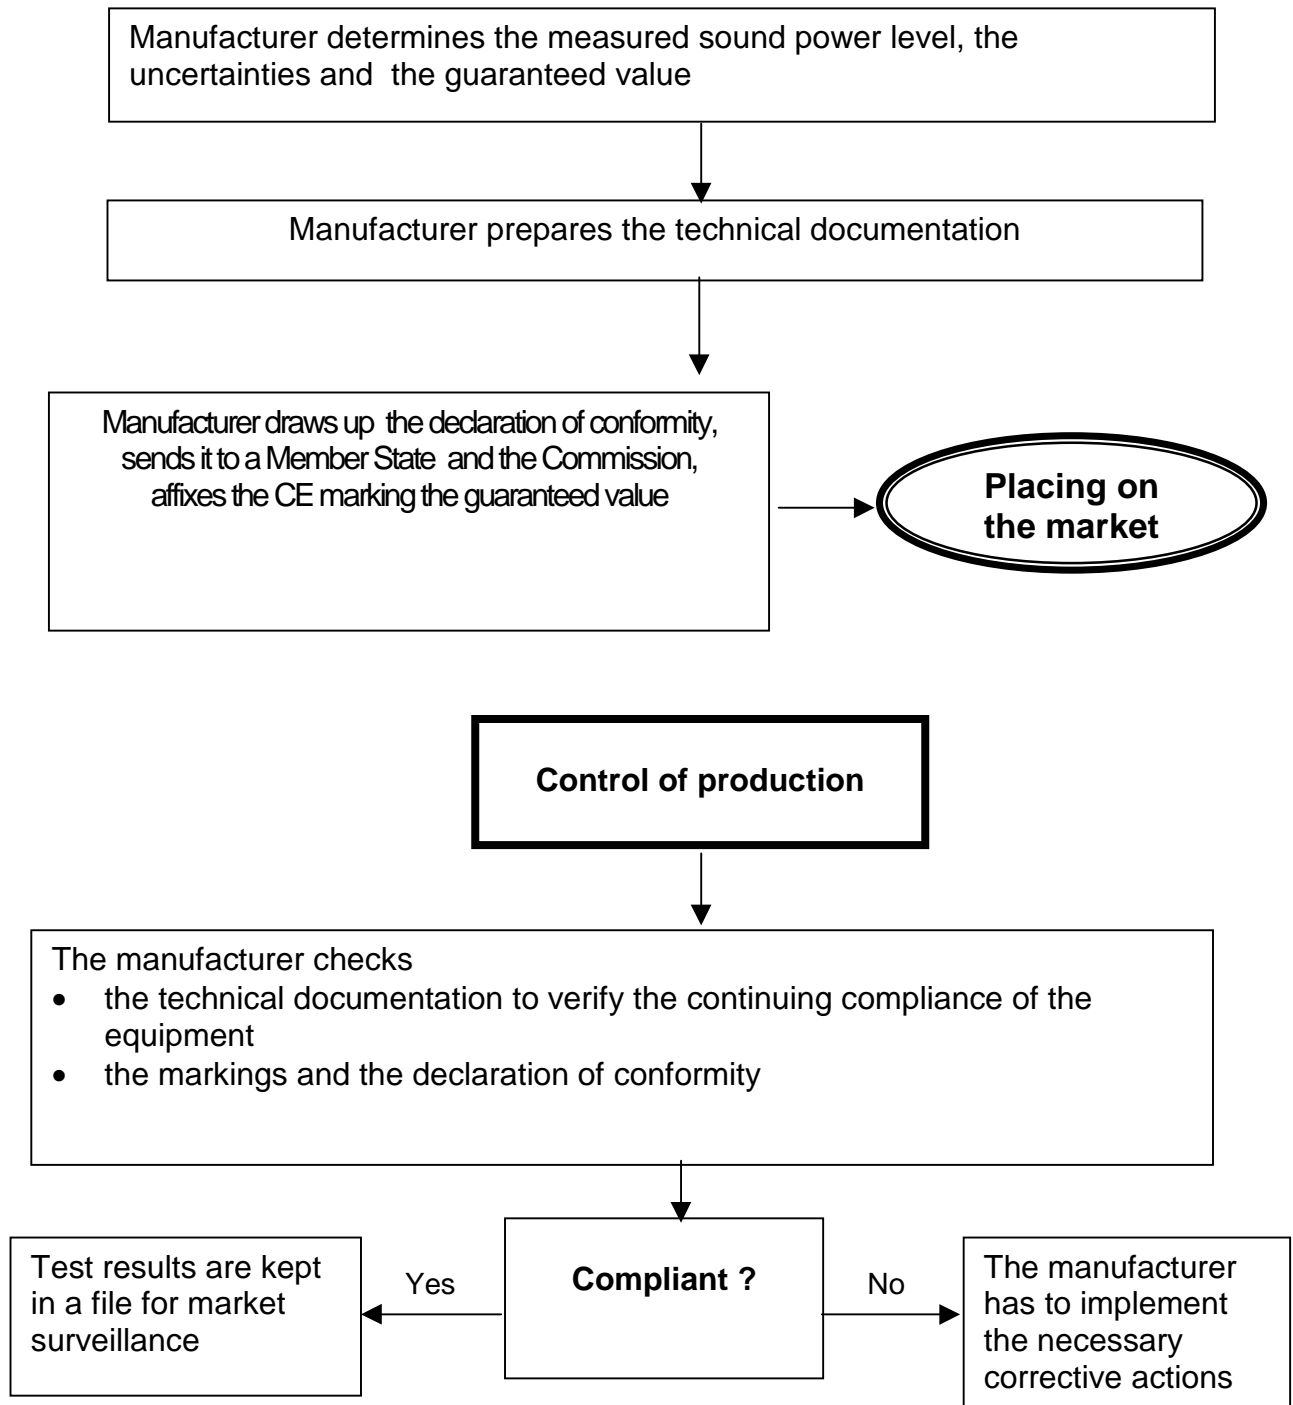 Manufacturer determines the measured sound power level, the
uncertainties and  the guaranteed value
Manufacturer prepares the technical documentation
Manufacturer draws up  the declaration of conformity,
sends it to a Member State  and the Commission,
affixes the CE marking the guaranteed value
Placing on
the market
Control of production
The manufacturer checks
• the technical documentation to verify the continuing compliance of the
equipment
• the markings and the declaration of conformity
Test results are kept
in a file for market
surveillance
Yes
Compliant ?
No
The manufacturer
has to implement
the necessary
corrective actions